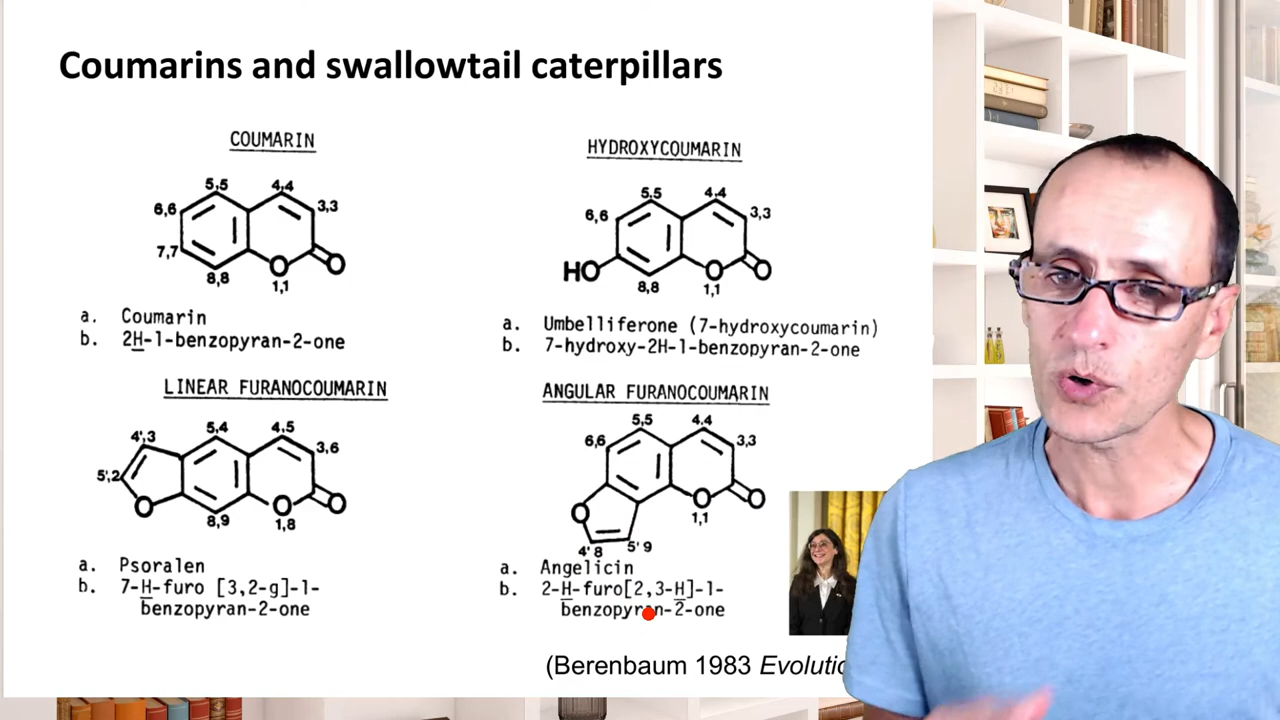 Coumarins and swallowtail caterpillars
COUMARIN
5,5
4,4
6,6
3,3
7,7
O
O
8,8
1,1
a. Coumarin
b. 2H-1-benzopyran-2-one
HYDROXYCOUMARIN
5,5
4,4
6,6
3,3
HO
O
O
8,8
1,1
a. Umbelliferone (7-hydroxycoumarin)
b. 7-hydroxy-2H-1-benzopyran-2-one
LINEAR FURANOCOUMARIN
4',3
5,4
4,5
3,6
5',2
O
O
O
8,9
1,8
a. Psoralen
b. 7-H-furo [3,2-g]-1-
benzopyran-2-one
ANGULAR FURANOCOUMARIN
5,5
4,4
6,6
3,3
O
O
O
1,1
4' 8
5' 9
a. Angelicin
b. 2-H-furo[2,3-H]-1-
benzopyran-2-one
(Berenbaum 1983